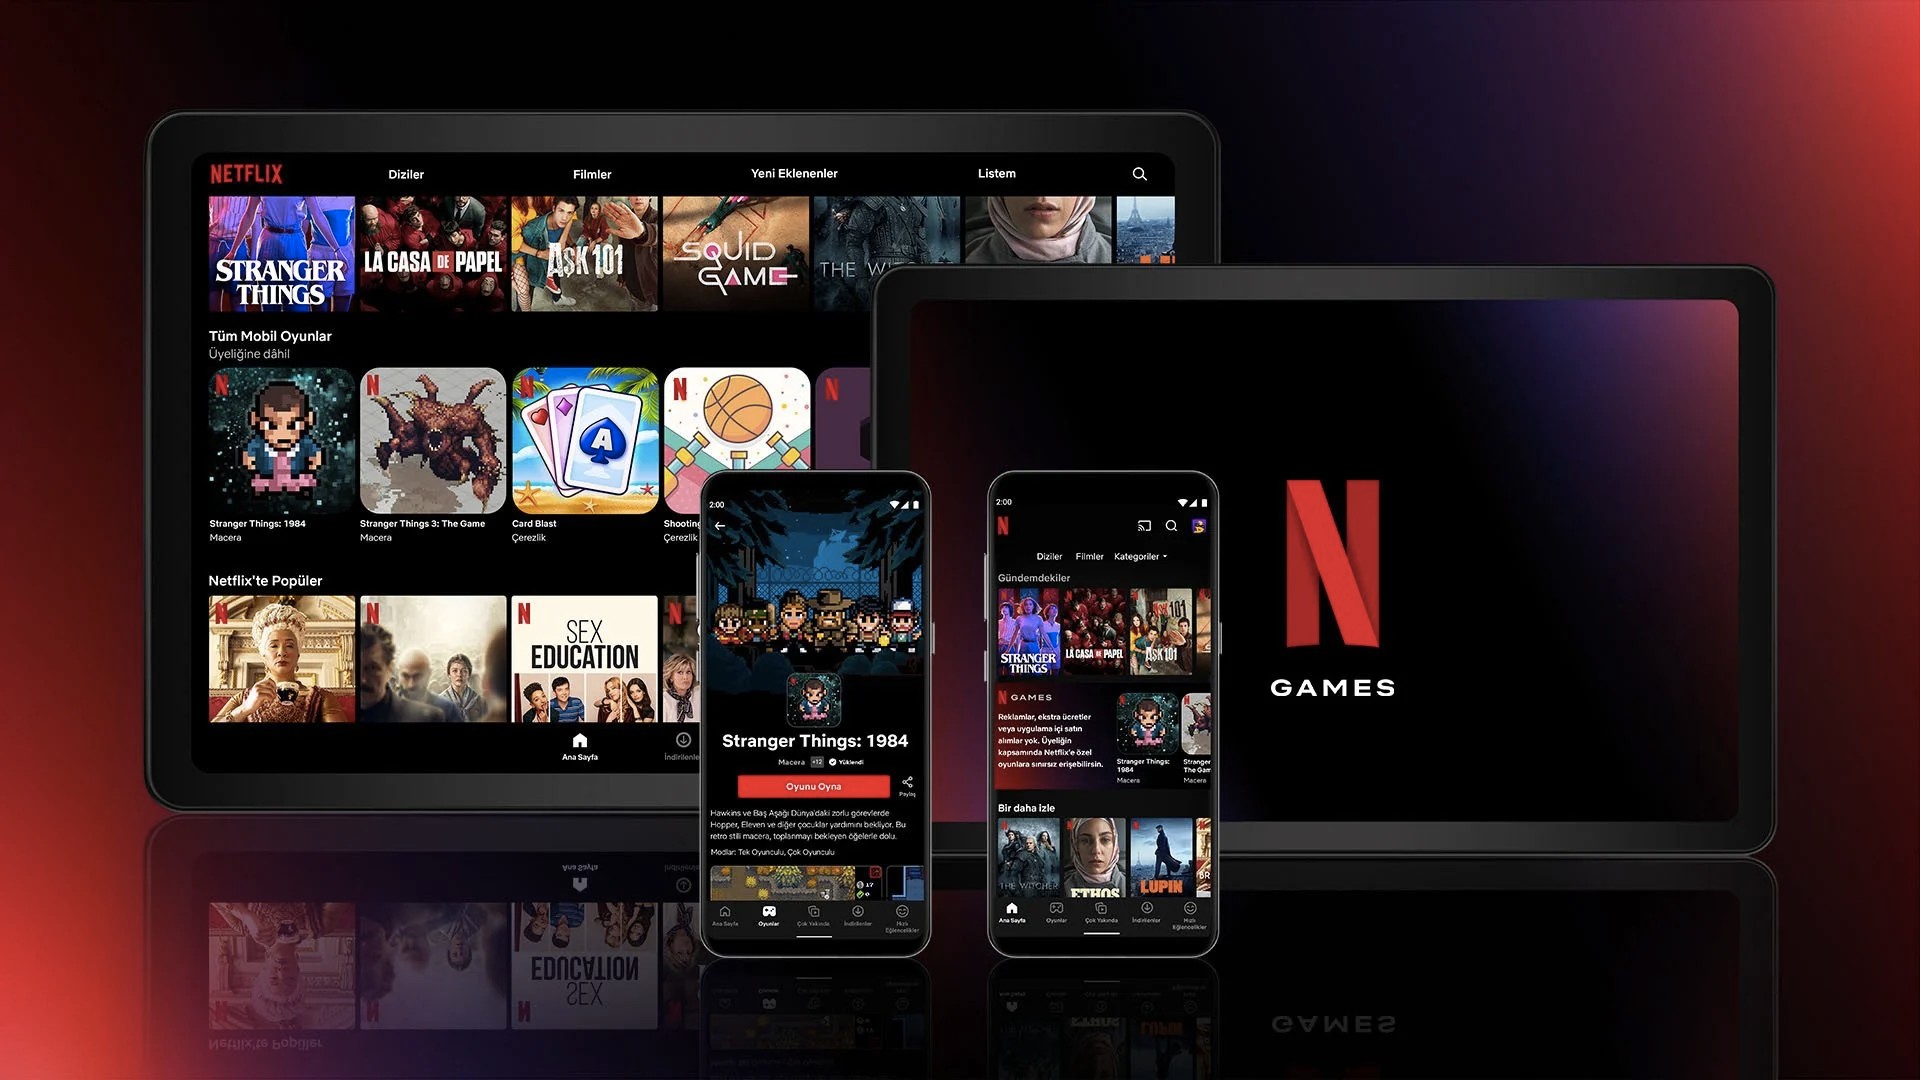 NETFLIX
Diziler
Filmler
Yeni Eklenenler
Listem
STRANGER
THINGS
LA CASA DE PAPEL
AŞK 101
SQUID
GAME
THE
Tüm Mobil Oyunlar
Üyeliğine dâhil
Stranger Things: 1984
Macera
Stranger Things 3: The Game
Macera
Card Blast
Çerezlik
Shooting
Çerezlik
A
Netflix'te Popüler
SEX
EDUCATION
Ana Sayfa
2:00
Stranger Things: 1984
Macera +12 Yüklendi
Oyunu Oyna
Paylaş
Hawkins ve Baş Aşağı Dünya'daki zorlu görevlerde
Hopper, Eleven ve diğer çocuklar yardımını bekliyor. Bu
retro stili macera, toplanmayı bekleyen öğelerle dolu.
Modlar: Tek Oyunculu, Çok Oyunculu
17
0
Ana Sayfa
Oyunlar
Çok Yakında
İndirilenler
Hızlı
Eğlencelikler
2:00
N
Diziler
Filmler
Kategoriler
Gündemdekiler
STRANGER
THINGS
LA CASA DE PAPEL
AŞK 101
N GAMES
Reklamlar, ekstra ücretler
veya uygulama içi satın
alımlar yok. Üyeliğin
kapsamında Netflix'e özel
oyunlara sınırsız erişebilirsin.
Stranger Things:
1984
Macera
Stranger
The Gam
Macera
Bir daha izle
THE WITCHER
ETHOS
LUPIN
BR
Ana Sayfa
Oyunlar
Çok Yakında
İndirilenler
Hızlı
Eğlencelikler
N
GAMES